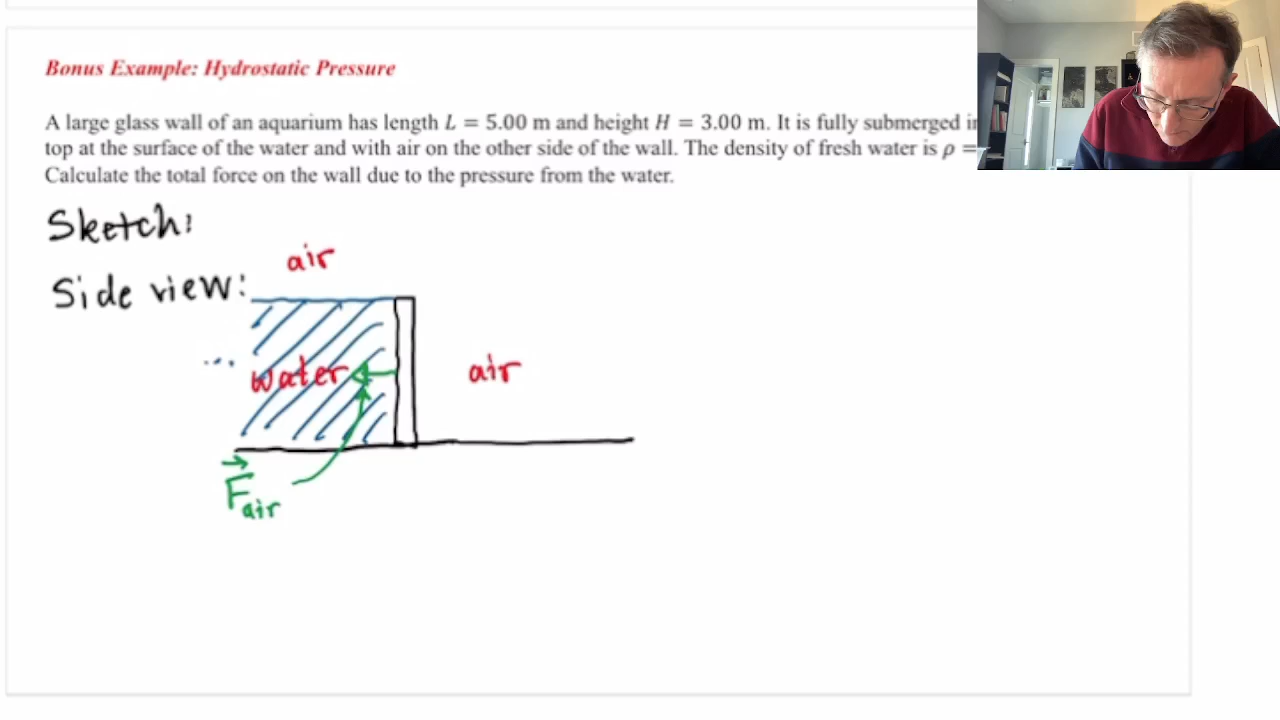 Bonus Example: Hydrostatic Pressure
A large glass wall of an aquarium has length L = 5.00 m and height H = 3.00 m. It is fully submerged
top at the surface of the water and with air on the other side of the wall. The density of fresh water is ρ =
Calculate the total force on the wall due to the pressure from the water.
Sketch:
air
Side view:
...
water
air
F air